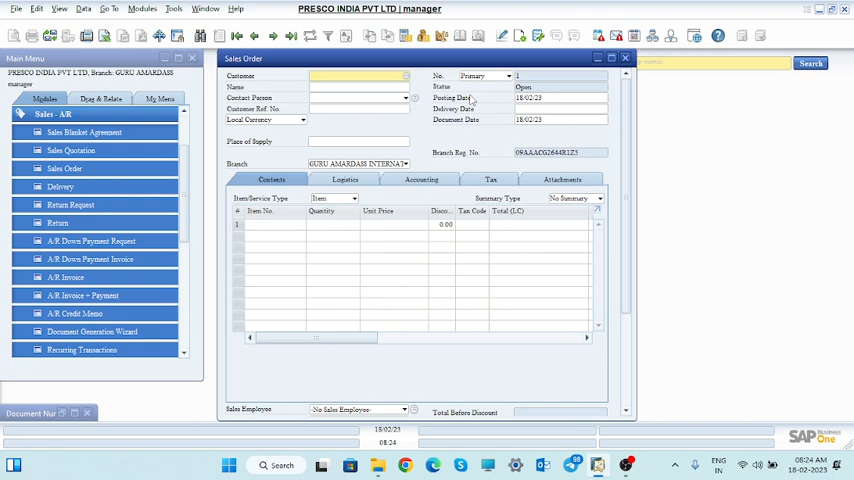 File Edit View Data Go To Modules Tools Window Help
PRESCO INDIA PVT LTD | manager
Main Menu
PRESCO INDIA PVT LTD, Branch: GURU AMARDASS
manager
Modules Drag & Relate My Menu
Sales - A/R
Sales Blanket Agreement
Sales Quotation
Sales Order
Delivery
Return Request
Return
A/R Down Payment Request
A/R Down Payment Invoice
A/R Invoice
A/R Invoice + Payment
A/R Credit Memo
Document Generation Wizard
Recurring Transactions
Document Nur
Sales Order
Customer
Name
Contact Person
Customer Ref. No.
Local Currency
Place of Supply
Branch GURU AMARDASS INTERNAT
No. Primary 1
Status Open
Posting Date 18/02/23
Delivery Date
Document Date 18/02/23
Branch Reg. No. 09AAACG2644R1Z5
Contents Logistics Accounting Tax Attachments
Item/Service Type Item Summary Type No Summary
# Item No. Quantity Unit Price Disco... Tax Code Total (LC)
1 0.00
Sales Employee -No Sales Employee- Total Before Discount
Search
18/02/23
08:24
SAP Business One
Search
98
ENG
IN
08:24 AM
18-02-2023